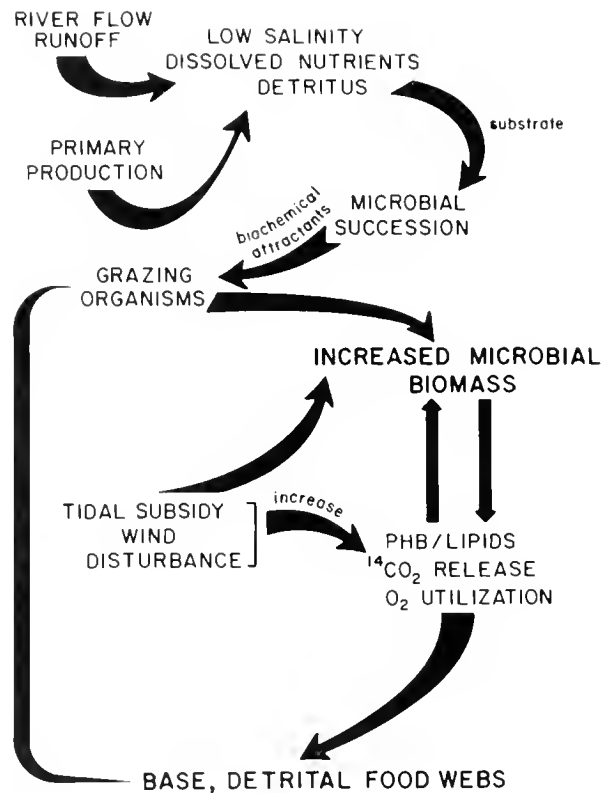 RIVER FLOW
RUNOFF
LOW SALINITY
DISSOLVED NUTRIENTS
DETRITUS
substrate
PRIMARY
PRODUCTION
MICROBIAL
SUCCESSION
biochemical
attractants
GRAZING
ORGANISMS
INCREASED MICROBIAL
BIOMASS
TIDAL SUBSIDY
WIND
DISTURBANCE
increase
PHB/LIPIDS
¹⁴CO₂ RELEASE
O₂ UTILIZATION
BASE, DETRITAL FOOD WEBS